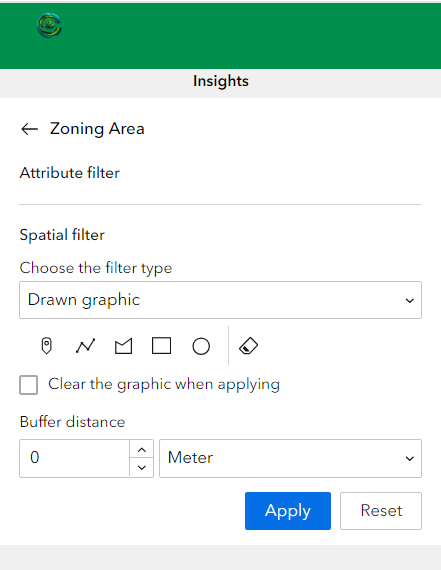 Insights
Zoning Area
Attribute filter
Spatial filter
Choose the filter type
Drawn graphic
Clear the graphic when applying
Buffer distance
0 Meter
Apply Reset